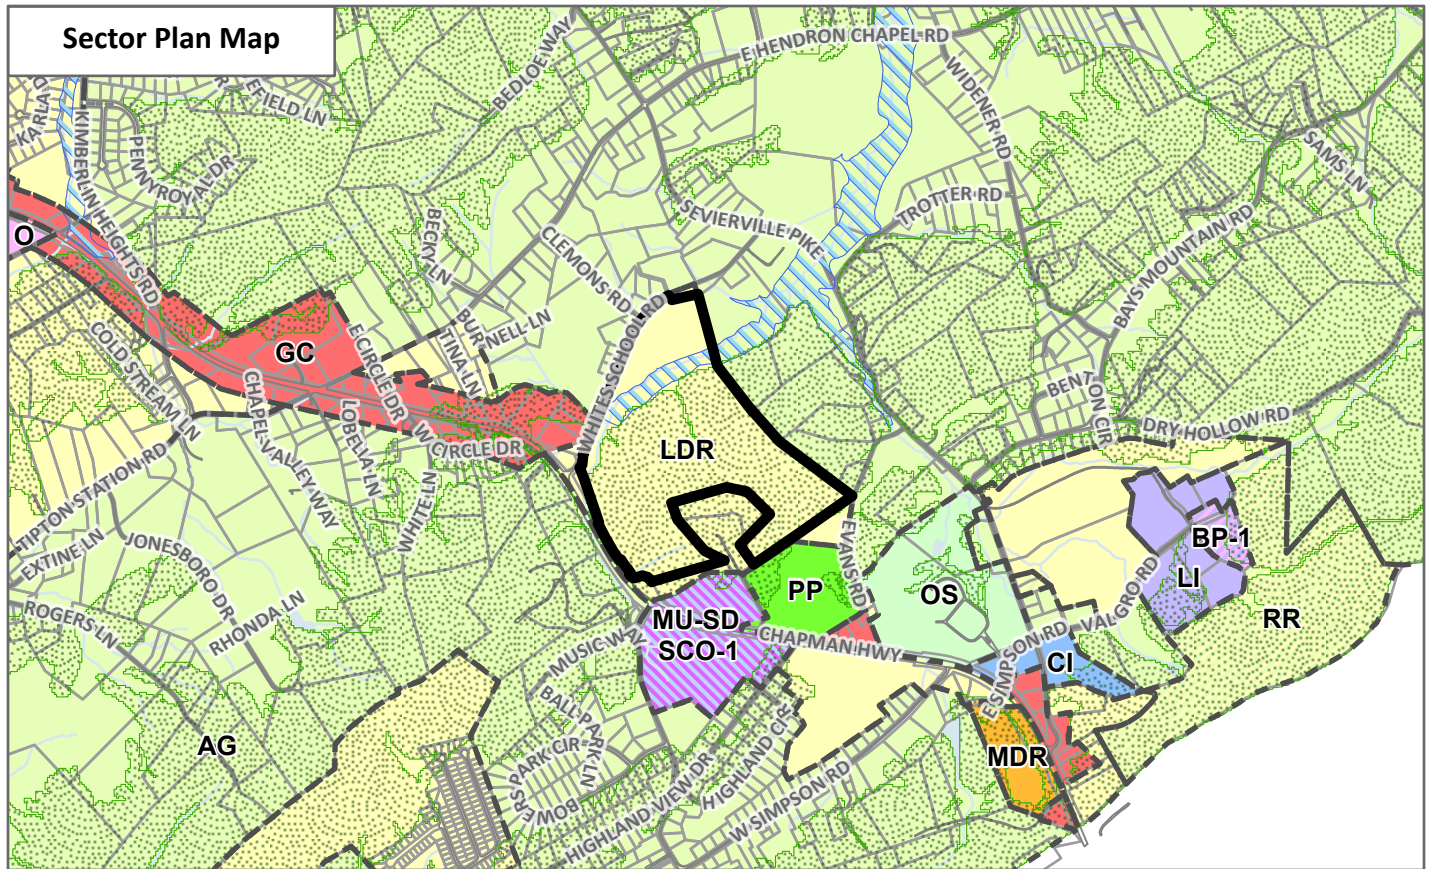 Sector Plan Map
E HENDRON CHAPEL RD
BEDLOE WAY
WIDENER RD
KARLA
EFIELD LN
KIMBERLIN HEIGHTS RD
PENNYROYAL DR
SAMS LN
TROTTER RD
SEVIERVILLE PIKE
BECKY LN
CLEMONS RD
BAYS MOUNTAIN RD
O
WHITTS SCHOOL RD
BURNELL LN
TINA LN
GC
E CIRCLE DR
COLD STREAM LN
CHAPEL VALLEY WAY
LOBELIA LN
W CIRCLE DR
BENTON CIR
DRY HOLLOW RD
LDR
TIPTON STATION RD
WHITE LN
EXTINE LN
JONESBORO DR
EVANS RD
BP-1
LI
VALGRO RD
PP
OS
RR
ROGERS LN
RHONDA LN
MU-SD
SCO-1
CHAPMAN HWY
MUSIC WAY
E SIMPSON RD
CI
BALL PARK LN
BOWERS PARK CIR
HIGHLAND CIR
HIGHLAND VIEW DR
W SIMPSON RD
AG
MDR